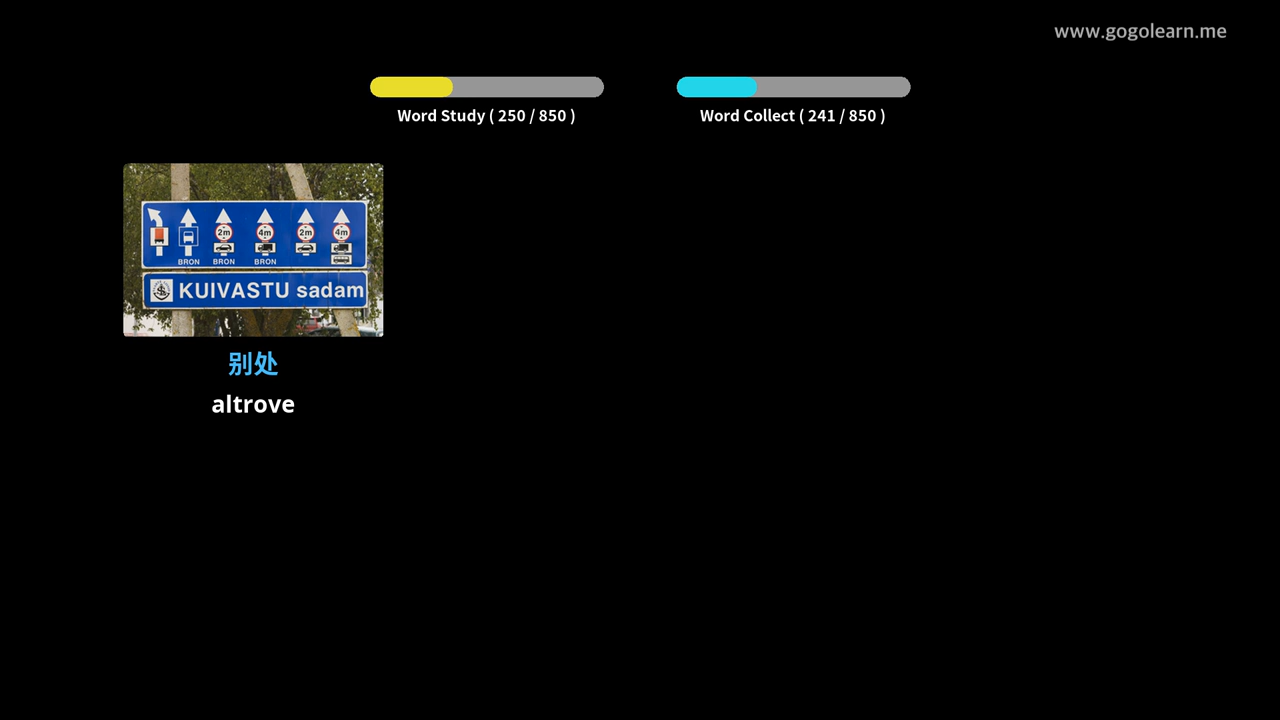 www.gogolearn.me
Word Study ( 250 / 850 )
Word Collect ( 241 / 850 )
2m 4m 2m 4m
BRON BRON BRON
KUIVASTU sadam
别处
altrove